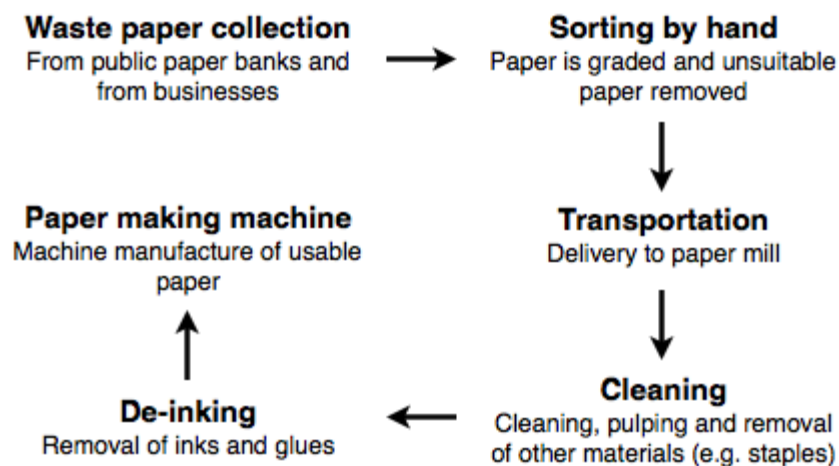 Waste paper collection
From public paper banks and
from businesses
Sorting by hand
Paper is graded and unsuitable
paper removed
Transportation
Delivery to paper mill
Cleaning
Cleaning, pulping and removal
of other materials (e.g. staples)
De-inking
Removal of inks and glues
Paper making machine
Machine manufacture of usable
paper